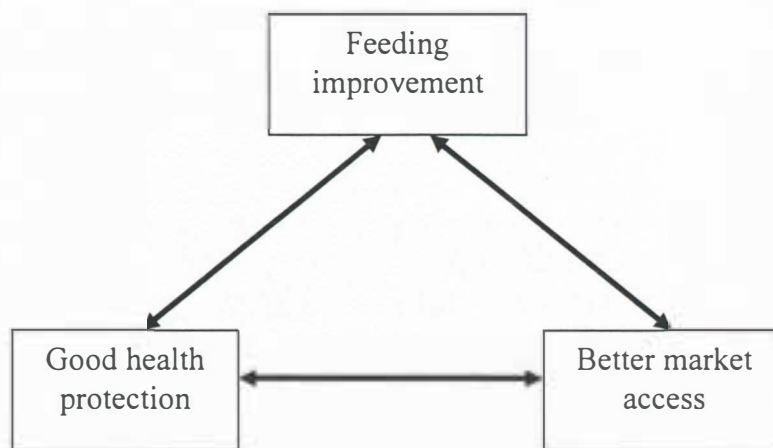 Feeding
improvement
Good health
protection
Better market
access